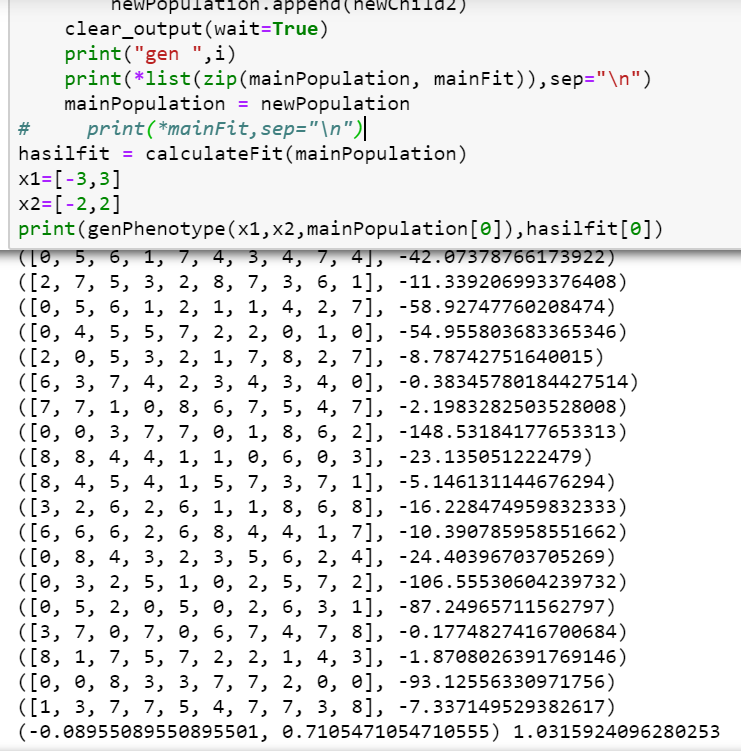 newPopulation.append(newChild2)
clear_output(wait=True)
print("gen ",i)
print(*list(zip(mainPopulation, mainFit)),sep="\n")
mainPopulation = newPopulation
#     print(*mainFit,sep="\n")
hasilfit = calculateFit(mainPopulation)
x1=[-3,3]
x2=[-2,2]
print(genPhenotype(x1,x2,mainPopulation[0]),hasilfit[0])
([0, 5, 6, 1, 7, 4, 3, 4, 7, 4], -42.07378766173922)
([2, 7, 5, 3, 2, 8, 7, 3, 6, 1], -11.339206993376408)
([0, 5, 6, 1, 2, 1, 1, 4, 2, 7], -58.92747760208474)
([0, 4, 5, 5, 7, 2, 2, 0, 1, 0], -54.955803683365346)
([2, 0, 5, 3, 2, 1, 7, 8, 2, 7], -8.78742751640015)
([6, 3, 7, 4, 2, 3, 4, 3, 4, 0], -0.38345780184427514)
([7, 7, 1, 0, 8, 6, 7, 5, 4, 7], -2.1983282503528008)
([0, 0, 3, 7, 7, 0, 1, 8, 6, 2], -148.53184177653313)
([8, 8, 4, 4, 1, 1, 0, 6, 0, 3], -23.135051222479)
([8, 4, 5, 4, 1, 5, 7, 3, 7, 1], -5.146131144676294)
([3, 2, 6, 2, 6, 1, 1, 8, 6, 8], -16.228474959832333)
([6, 6, 6, 2, 6, 8, 4, 4, 1, 7], -10.390785958551662)
([0, 8, 4, 3, 2, 3, 5, 6, 2, 4], -24.40396703705269)
([0, 3, 2, 5, 1, 0, 2, 5, 7, 2], -106.55530604239732)
([0, 5, 2, 0, 5, 0, 2, 6, 3, 1], -87.24965711562797)
([3, 7, 0, 7, 0, 6, 7, 4, 7, 8], -0.1774827416700684)
([8, 1, 7, 5, 7, 2, 2, 1, 4, 3], -1.8708026391769146)
([0, 0, 8, 3, 3, 7, 7, 2, 0, 0], -93.12556330971756)
([1, 3, 7, 7, 5, 4, 7, 7, 3, 8], -7.337149529382617)
(-0.08955089550895501, 0.7105471054710555) 1.0315924096280253